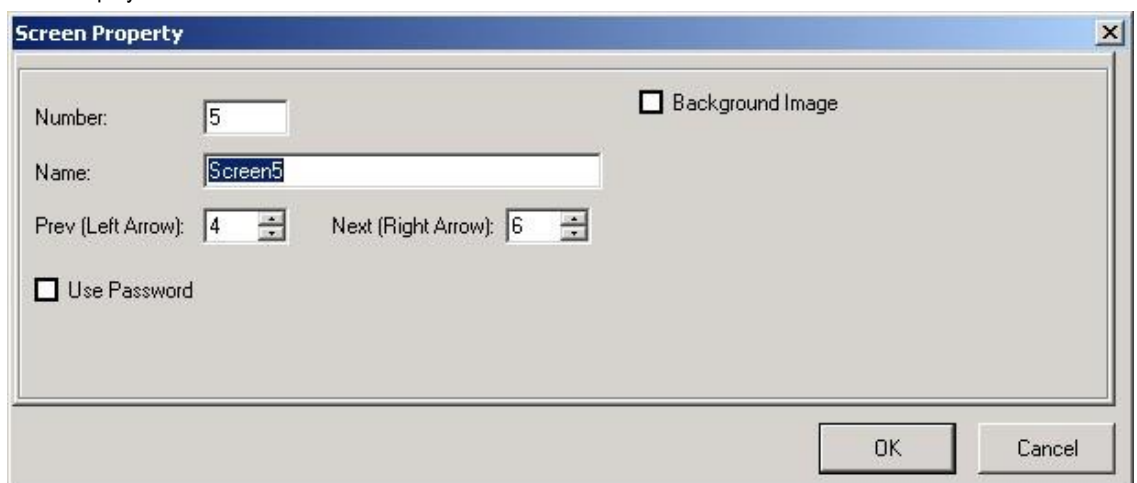 Screen Property
Number: 5
Background Image
Name: Screen5
Prev (Left Arrow): 4 Next (Right Arrow): 6
Use Password
OK Cancel